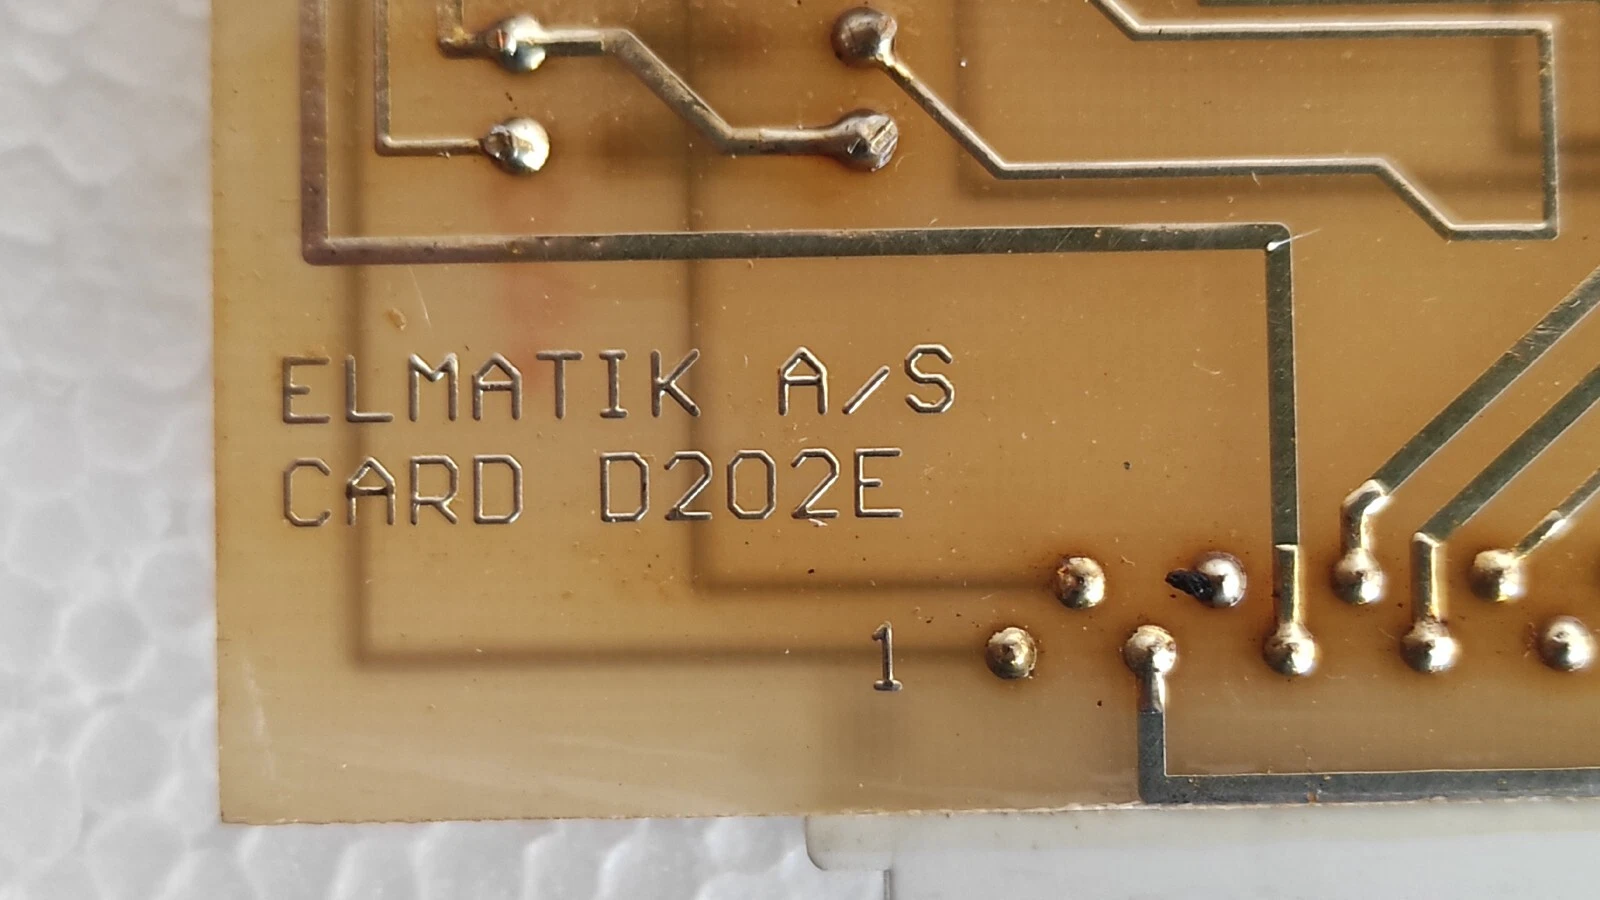 ELMATIK A/S
CARD D202E
1